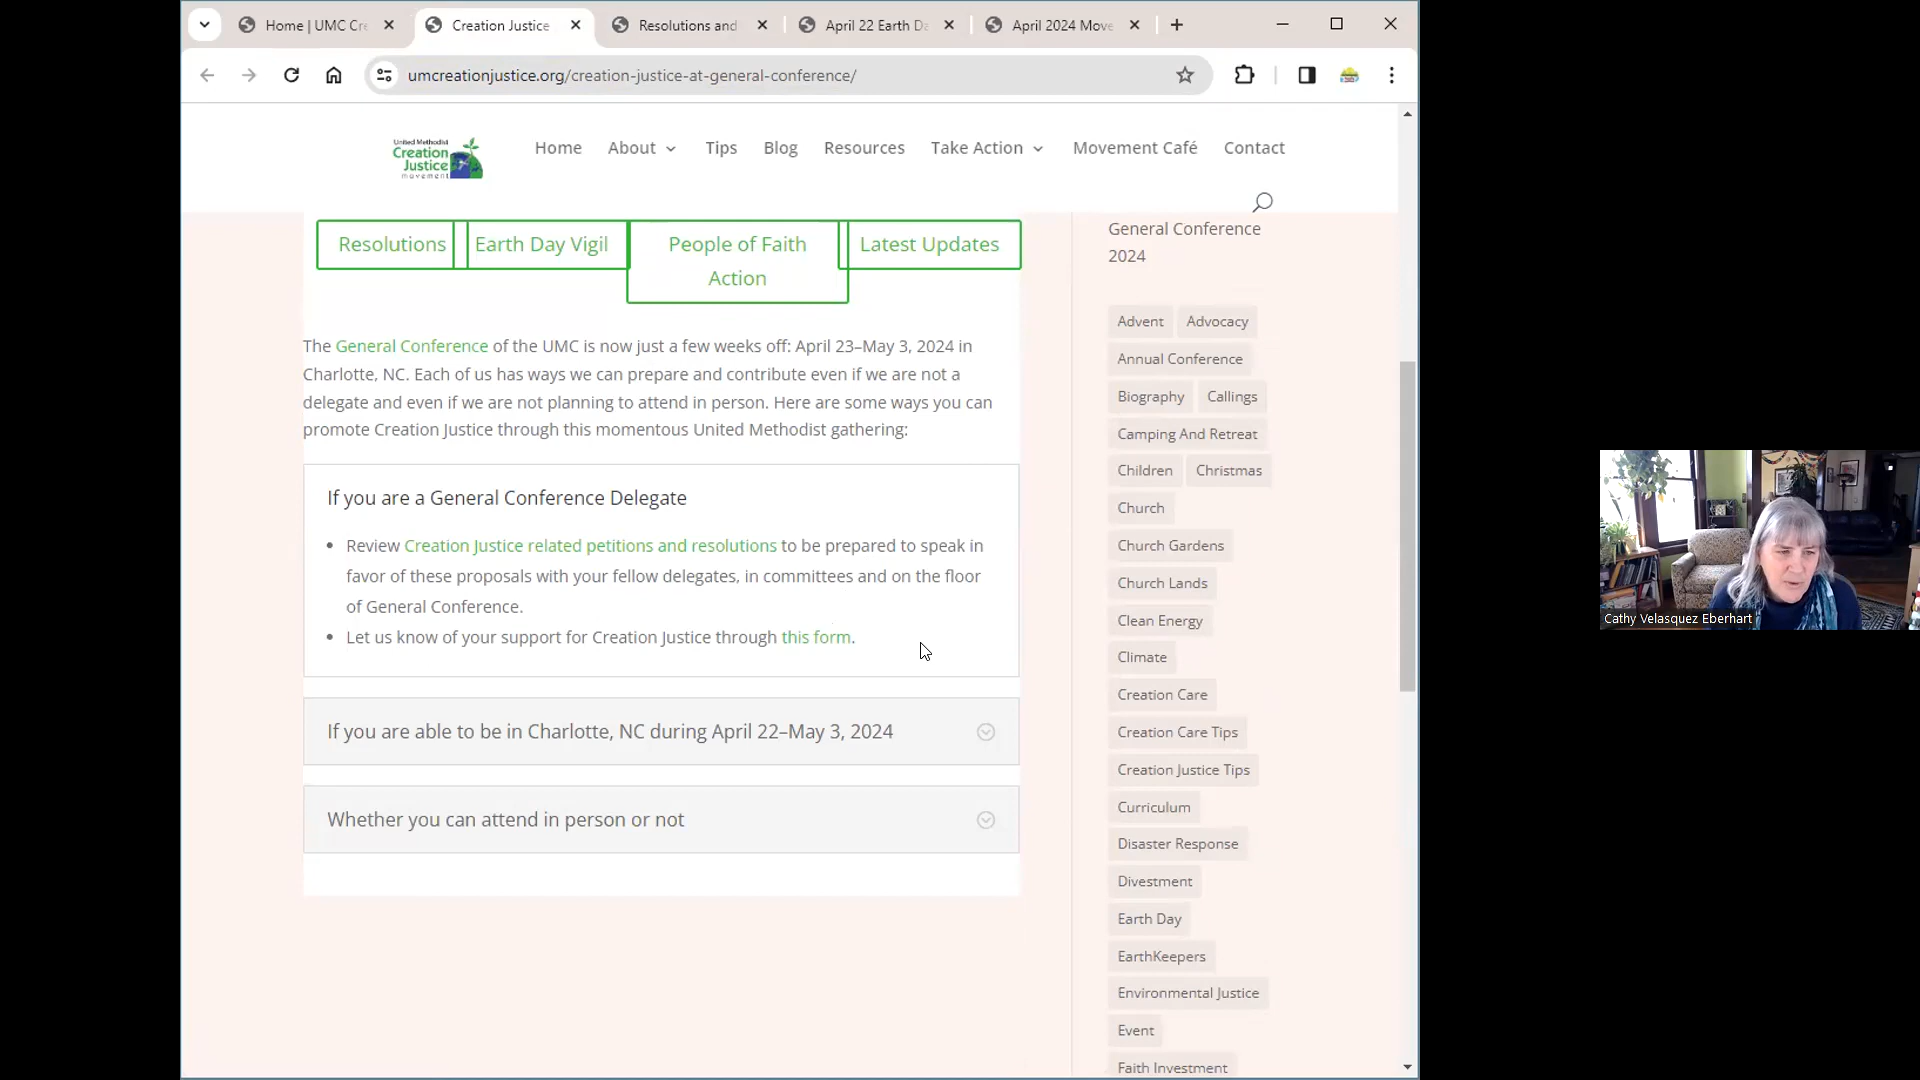 Home | UMC Cre
Creation Justice
Resolutions and
April 22 Earth Da
April 2024 Move
umcreationjustice.org/creation-justice-at-general-conference/
United Methodist
Creation
Justice
movement
Home
About
Tips
Blog
Resources
Take Action
Movement Café
Contact
Resolutions
Earth Day Vigil
People of Faith
Action
Latest Updates
The General Conference of the UMC is now just a few weeks off: April 23–May 3, 2024 in
Charlotte, NC. Each of us has ways we can prepare and contribute even if we are not a
delegate and even if we are not planning to attend in person. Here are some ways you can
promote Creation Justice through this momentous United Methodist gathering:
If you are a General Conference Delegate
• Review Creation Justice related petitions and resolutions to be prepared to speak in
favor of these proposals with your fellow delegates, in committees and on the floor
of General Conference.
• Let us know of your support for Creation Justice through this form.
If you are able to be in Charlotte, NC during April 22–May 3, 2024
Whether you can attend in person or not
General Conference
2024
Advent
Advocacy
Annual Conference
Biography
Callings
Camping And Retreat
Children
Christmas
Church
Church Gardens
Church Lands
Clean Energy
Climate
Creation Care
Creation Care Tips
Creation Justice Tips
Curriculum
Disaster Response
Divestment
Earth Day
EarthKeepers
Environmental Justice
Event
Faith Investment
Cathy Velasquez Eberhart